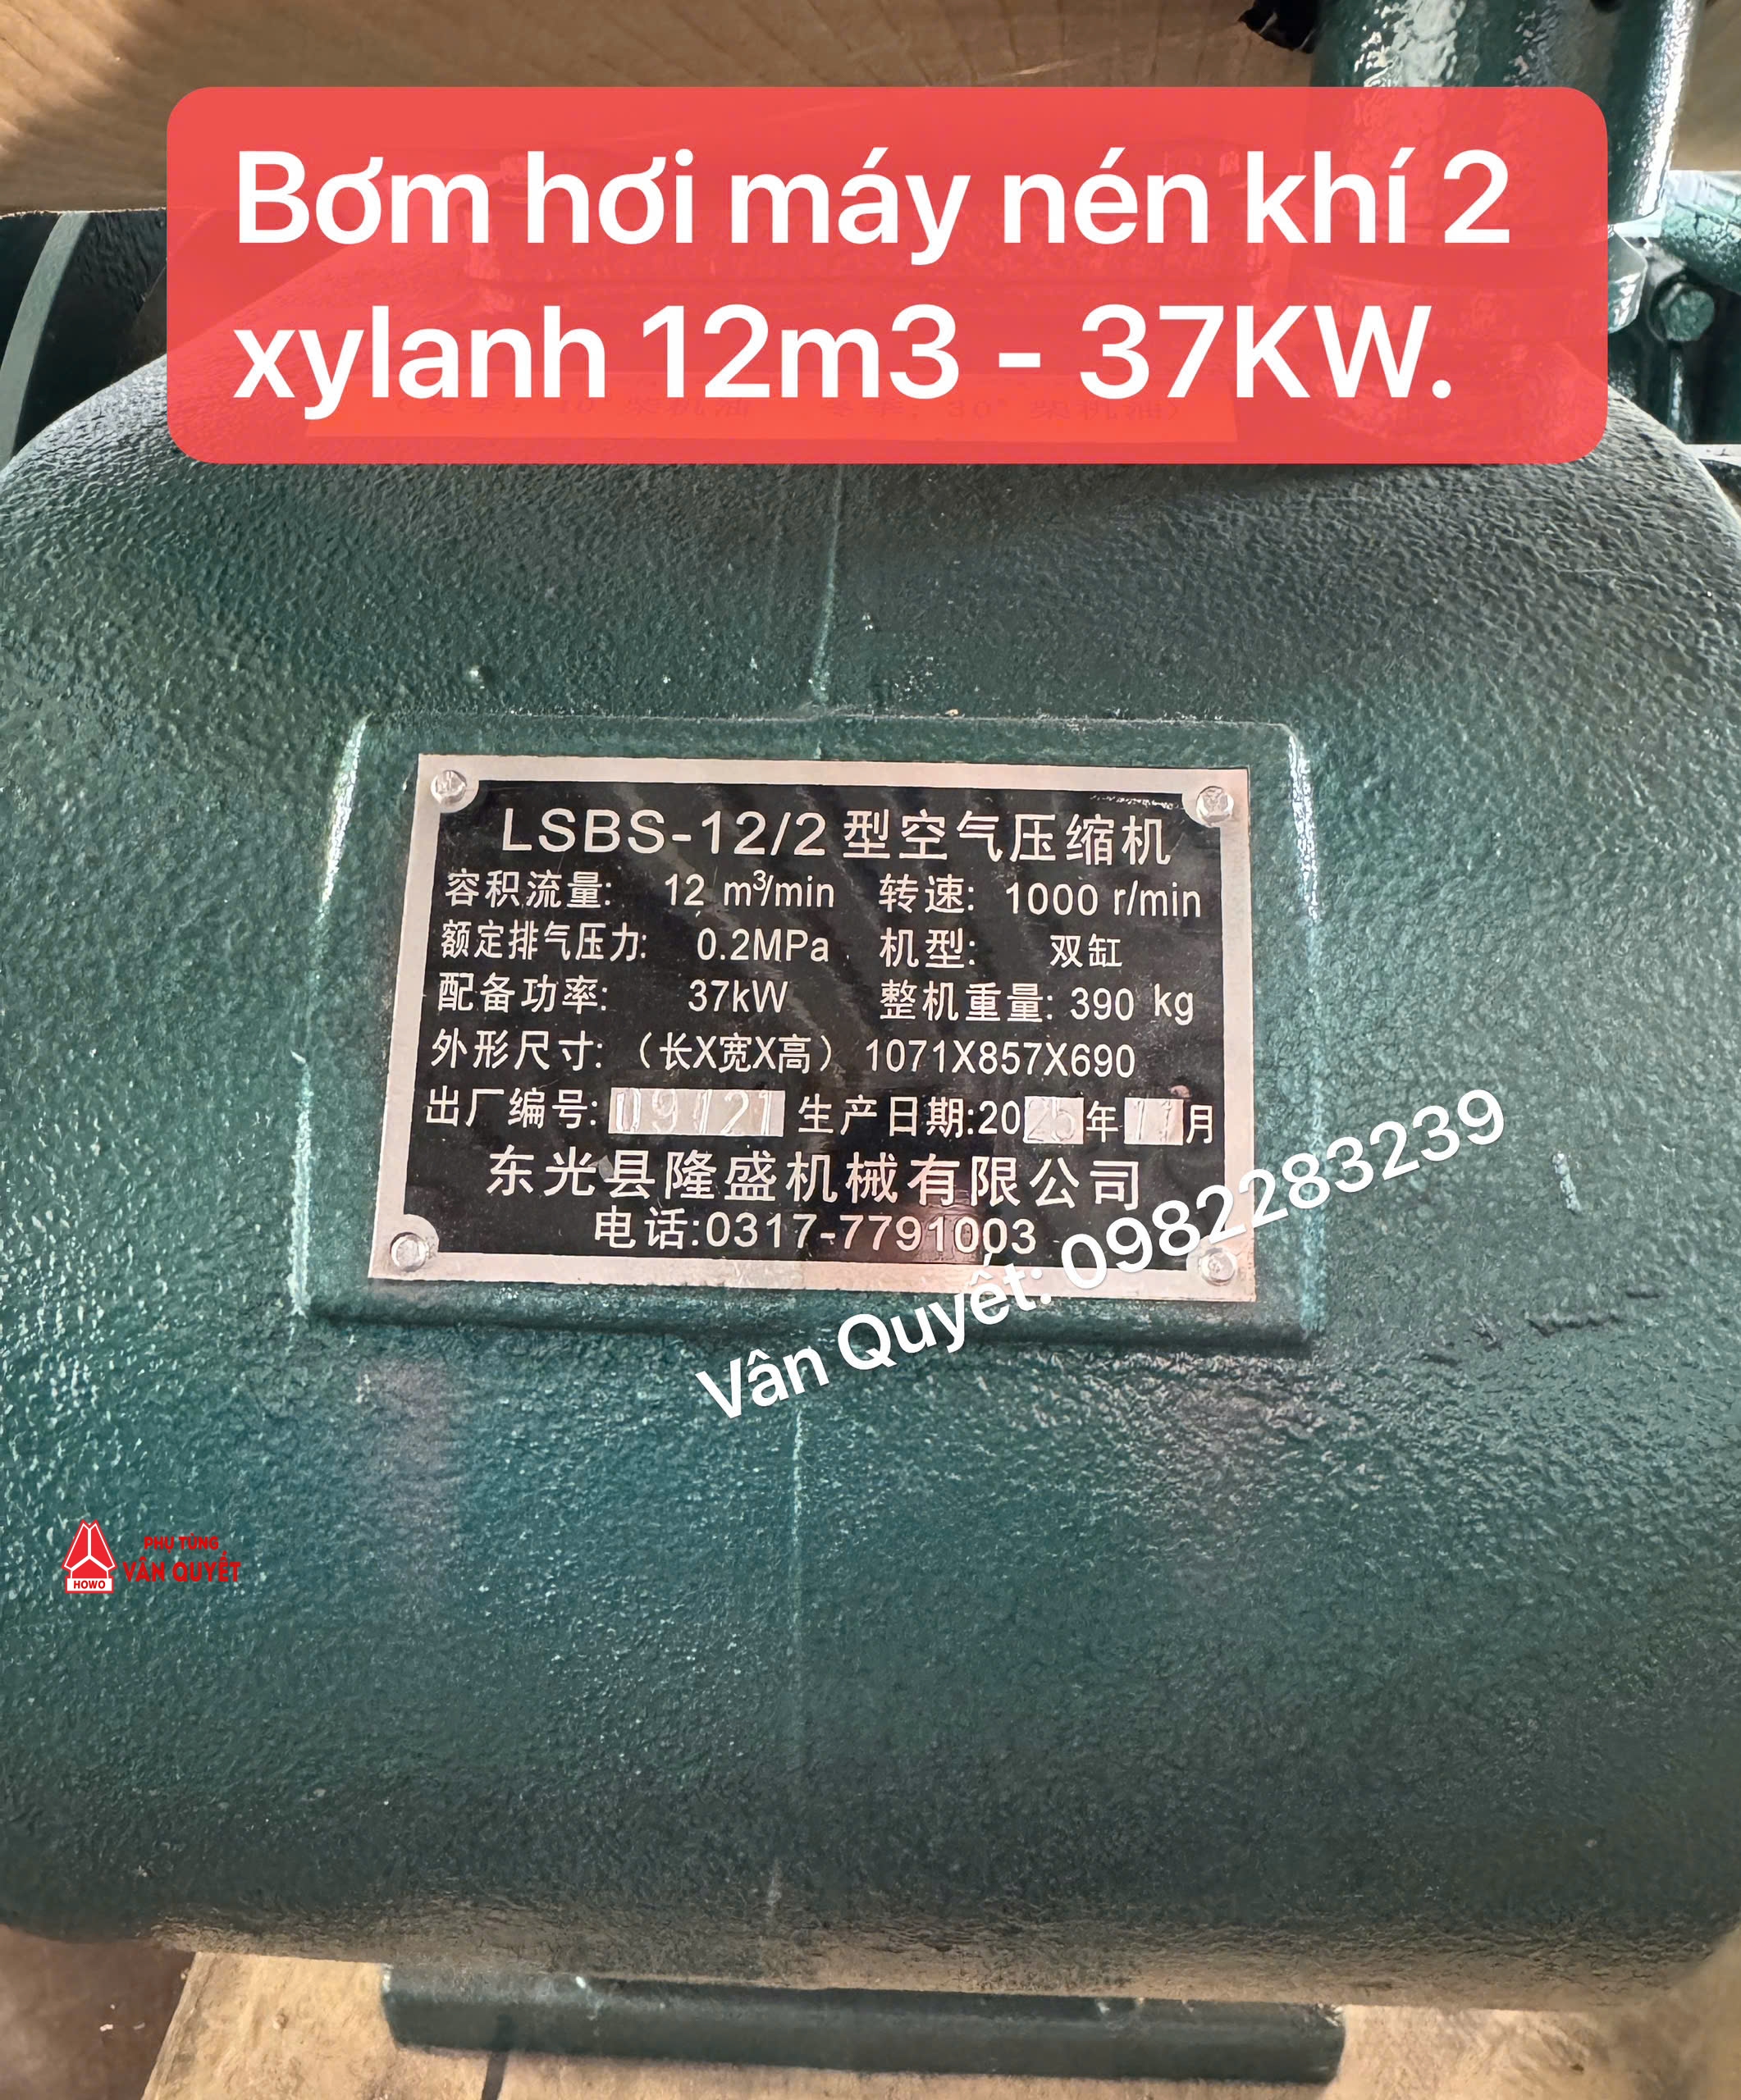 Bơm hơi máy nén khí 2
xylanh 12m3 - 37KW.
LSBS-12/2型空气压缩机
容积流量: 12 m³/min 转速: 1000 r/min
额定排气压力: 0.2MPa 机型: 双缸
配备功率: 37kW 整机重量: 390 kg
外形尺寸: (长X宽X高) 1071X857X690
出厂编号: 09121 生产日期:2025年11月
东光县隆盛机械有限公司
电话:0317-7791003
Vân Quyết: 0982283239
PHỤ TÙNG
VÂN QUYẾT
HOWO